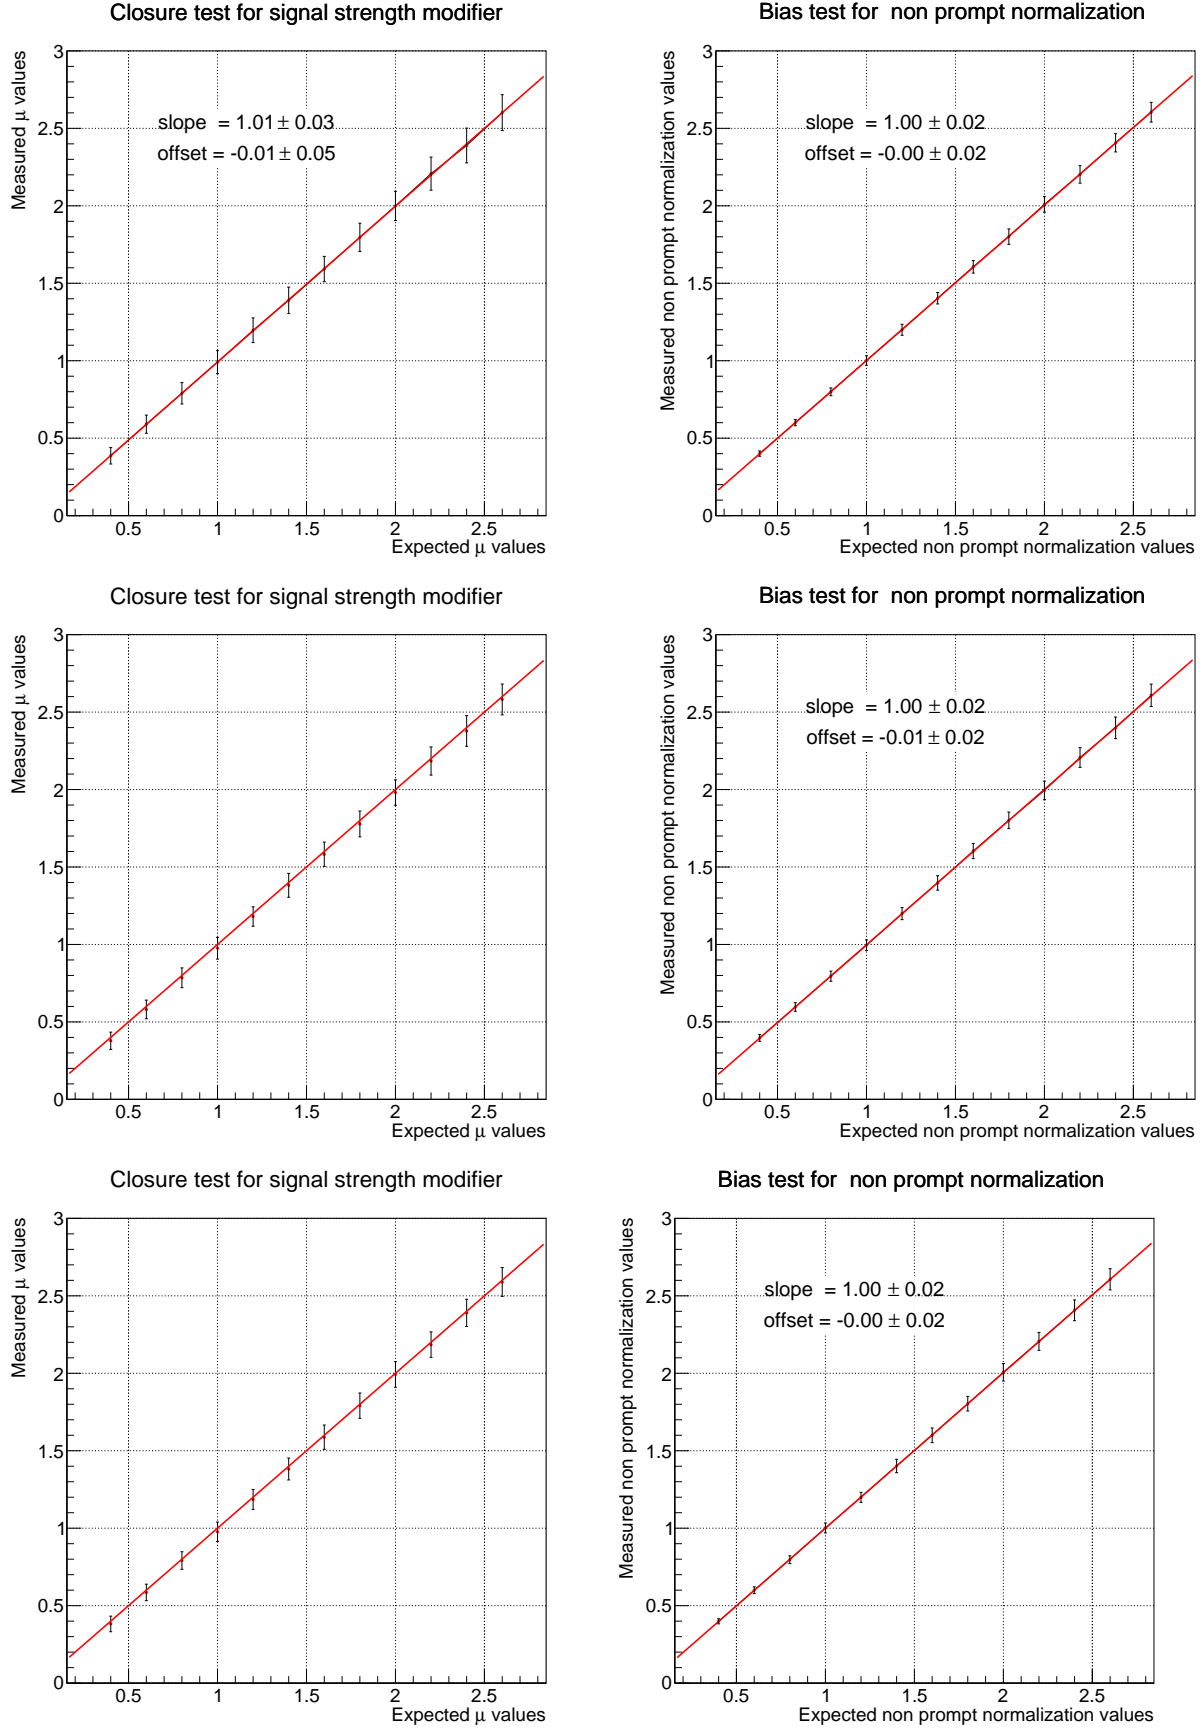 Closure test for signal strength modifier
Measured μ values
3
2.5
2
1.5
1
0.5
0
slope = 1.01 ± 0.03
offset = -0.01 ± 0.05
0.5 1 1.5 2 2.5
Expected μ values
Bias test for non prompt normalization
Measured non prompt normalization values
3
2.5
2
1.5
1
0.5
0
slope = 1.00 ± 0.02
offset = -0.00 ± 0.02
0.5 1 1.5 2 2.5
Expected non prompt normalization values
Closure test for signal strength modifier
Measured μ values
3
2.5
2
1.5
1
0.5
0
0.5 1 1.5 2 2.5
Expected μ values
Bias test for non prompt normalization
Measured non prompt normalization values
3
2.5
2
1.5
1
0.5
0
slope = 1.00 ± 0.02
offset = -0.01 ± 0.02
0.5 1 1.5 2 2.5
Expected non prompt normalization values
Closure test for signal strength modifier
Measured μ values
3
2.5
2
1.5
1
0.5
0
0.5 1 1.5 2 2.5
Expected μ values
Bias test for non prompt normalization
Measured non prompt normalization values
3
2.5
2
1.5
1
0.5
0
slope = 1.00 ± 0.02
offset = -0.00 ± 0.02
0.5 1 1.5 2 2.5
Expected non prompt normalization values